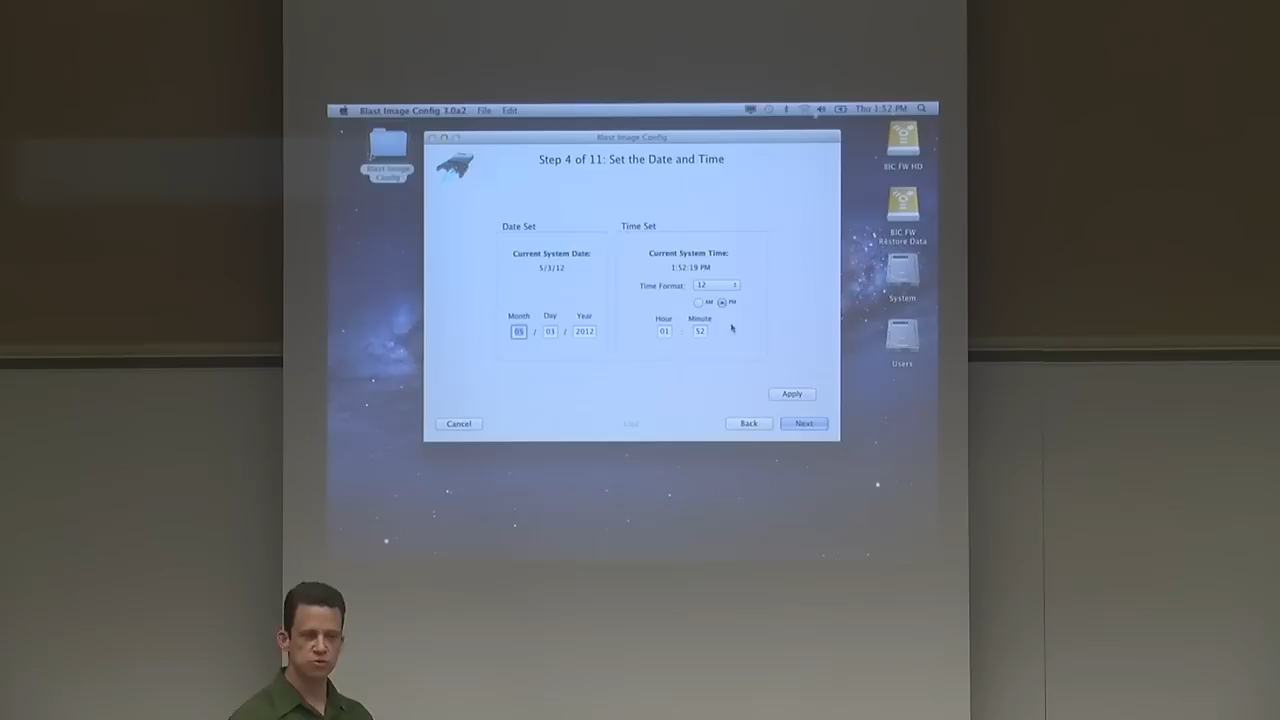 Blast Image Config 3.0a2 File Edit Thu 1:52 PM
Blast Image Config
Blast Image
Config
Step 4 of 11: Set the Date and Time
Date Set
Current System Date:
5/3/12
Month Day Year
05 / 03 / 2012
Time Set
Current System Time:
1:52:19 PM
Time Format: 12
AM PM
Hour Minute
01 : 52
Apply
Cancel
Back Next
BIC FW HD
BIC FW
Restore Data
System
Users